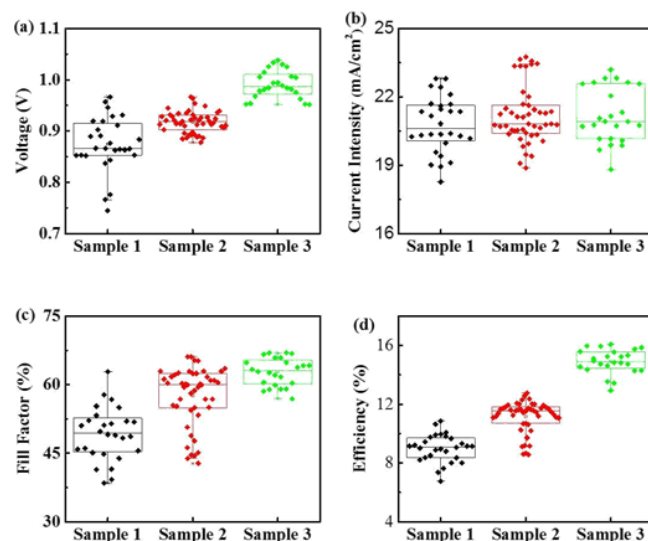 (a)
1.1
1.0
0.9
0.8
0.7
Voltage (V)
Sample 1 Sample 2 Sample 3
(b)
25
22
19
16
Current Intensity (mA/cm²)
Sample 1 Sample 2 Sample 3
(c)
75
60
45
30
Fill Factor (%)
Sample 1 Sample 2 Sample 3
(d)
16
12
8
4
Efficiency (%)
Sample 1 Sample 2 Sample 3